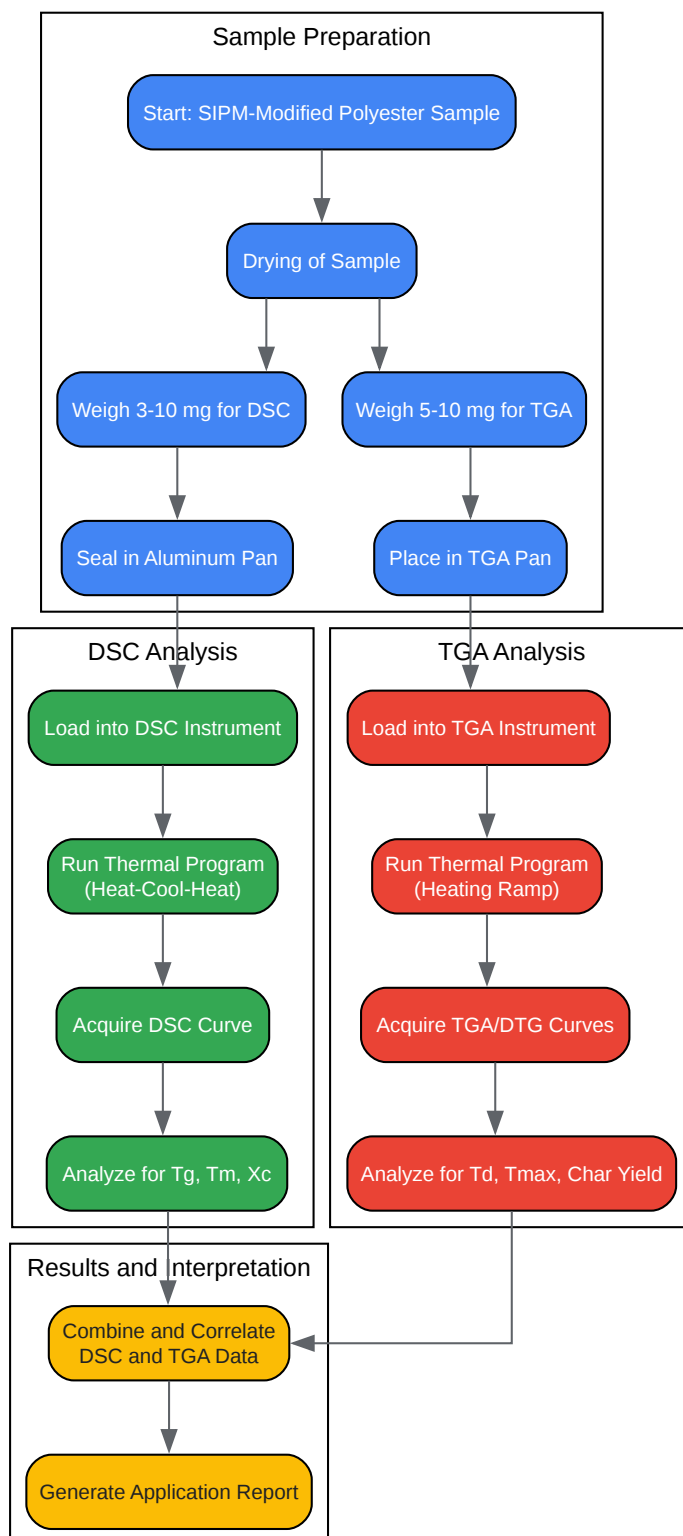 Sample Preparation
Start: SIPM-Modified Polyester Sample
Drying of Sample
Weigh 3-10 mg for DSC
Weigh 5-10 mg for TGA
Seal in Aluminum Pan
Place in TGA Pan
DSC Analysis
TGA Analysis
Load into DSC Instrument
Load into TGA Instrument
Run Thermal Program
(Heat-Cool-Heat)
Run Thermal Program
(Heating Ramp)
Acquire DSC Curve
Acquire TGA/DTG Curves
Analyze for Tg, Tm, Xc
Analyze for Td, Tmax, Char Yield
Results and Interpretation
Combine and Correlate
DSC and TGA Data
Generate Application Report